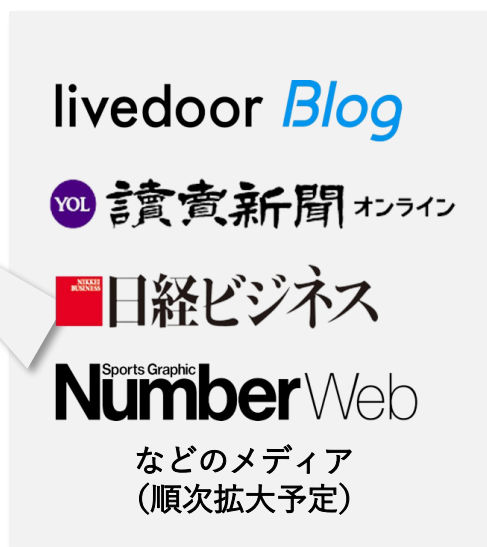 livedoor Blog
YOL 讀賣新聞 オンライン
NIKKEI
BUSINESS
日経ビジネス
Sports Graphic
Number Web
などのメディア
(順次拡大予定)